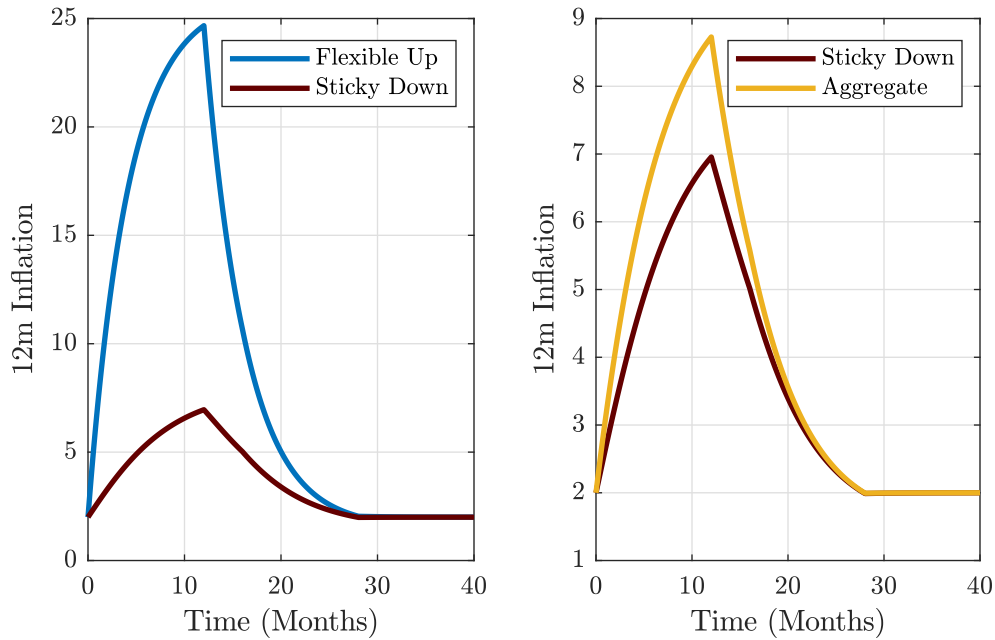 25
20
15
10
5
0
12m Inflation
Flexible Up
Sticky Down
0 10 20 30 40
Time (Months)
9
8
7
6
5
4
3
2
1
12m Inflation
Sticky Down
Aggregate
0 10 20 30 40
Time (Months)